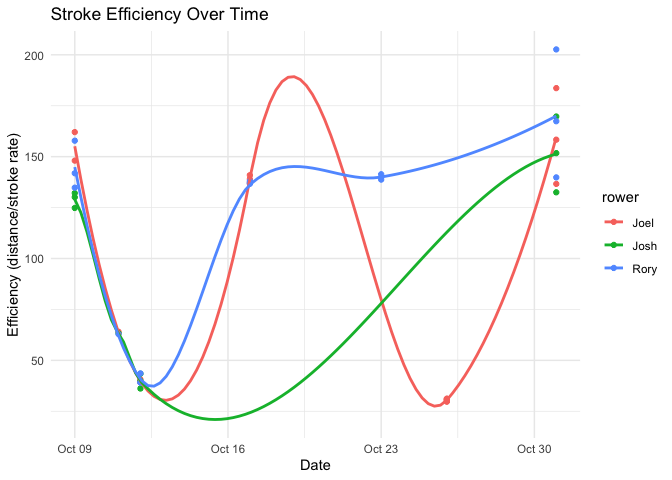 Stroke Efficiency Over Time
Efficiency (distance/stroke rate)
200
150
100
50
Oct 09
Oct 16
Oct 23
Oct 30
Date
rower
Joel
Josh
Rory